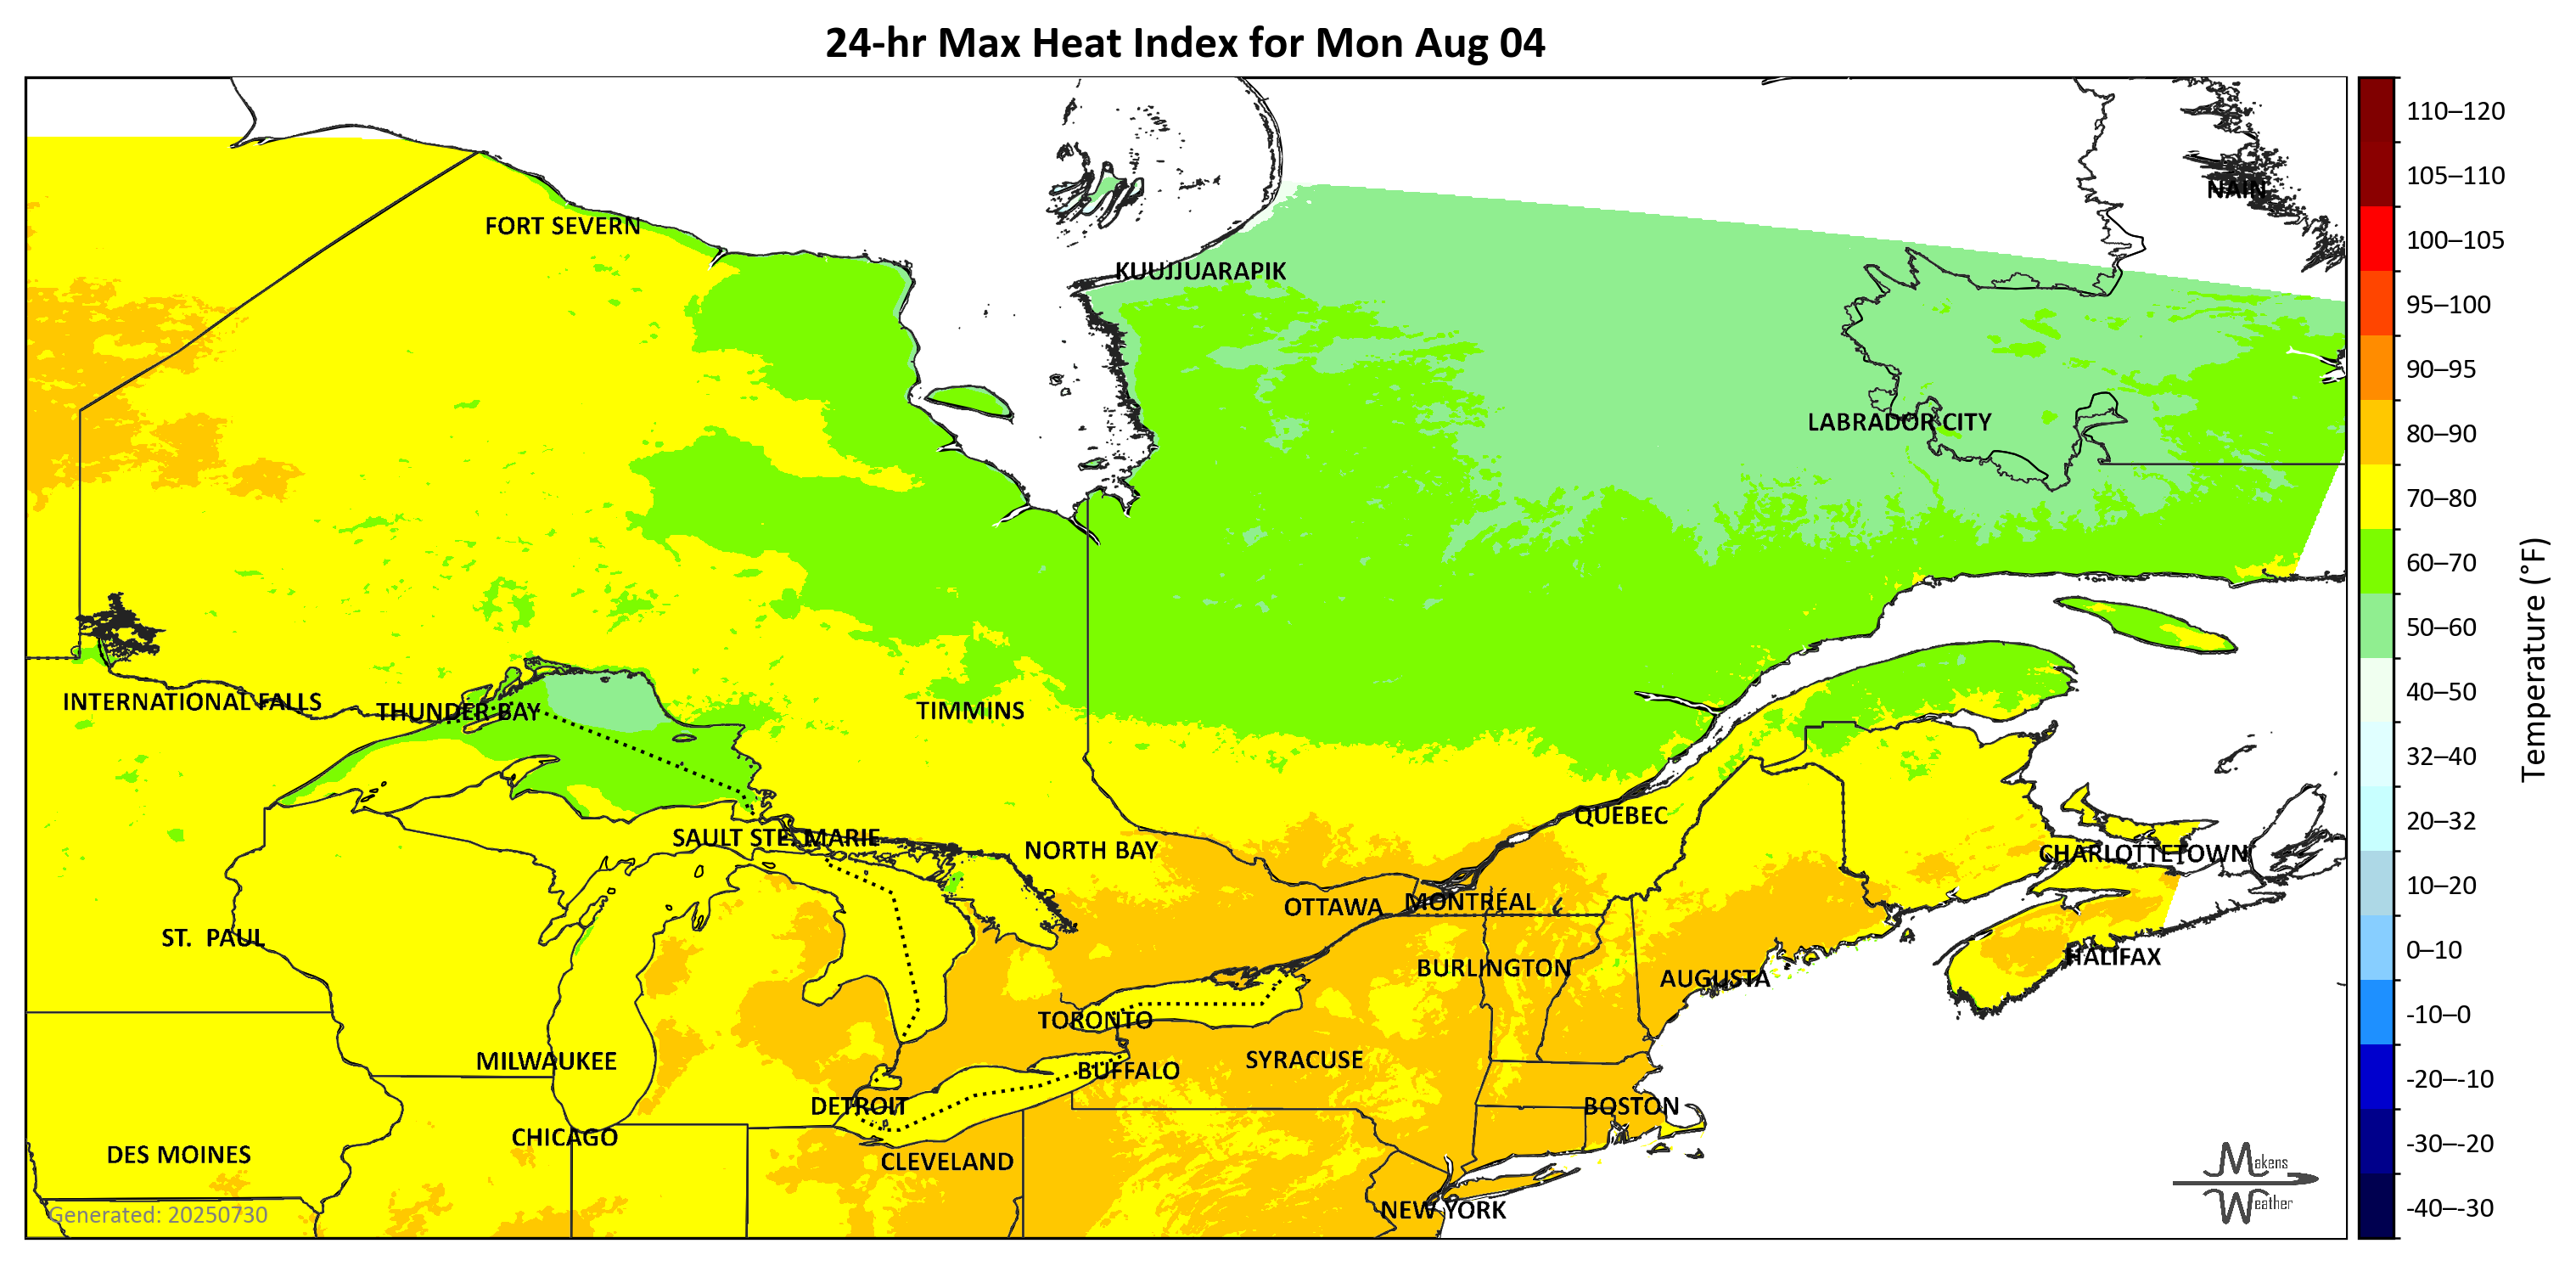 24-hr Max Heat Index for Mon Aug 04
110–120
105–110
NAIN
FORT SEVERN
100–105
KUUJJUARAPIK
95–100
90–95
LABRADOR CITY
80–90
70–80
60–70
50–60
Temperature (°F)
40–50
INTERNATIONAL FALLS
THUNDER BAY
TIMMINS
32–40
QUEBEC
20–32
SAULT STE. MARIE
NORTH BAY
CHARLOTTETOWN
10–20
OTTAWA
MONTRÉAL
ST. PAUL
HALIFAX
0–10
BURLINGTON
AUGUSTA
TORONTO
-10–0
MILWAUKEE
SYRACUSE
BUFFALO
-20–-10
DETROIT
BOSTON
CHICAGO
-30–-20
DES MOINES
CLEVELAND
Makens
Weather
NEW YORK
-40–-30
Generated: 20250730